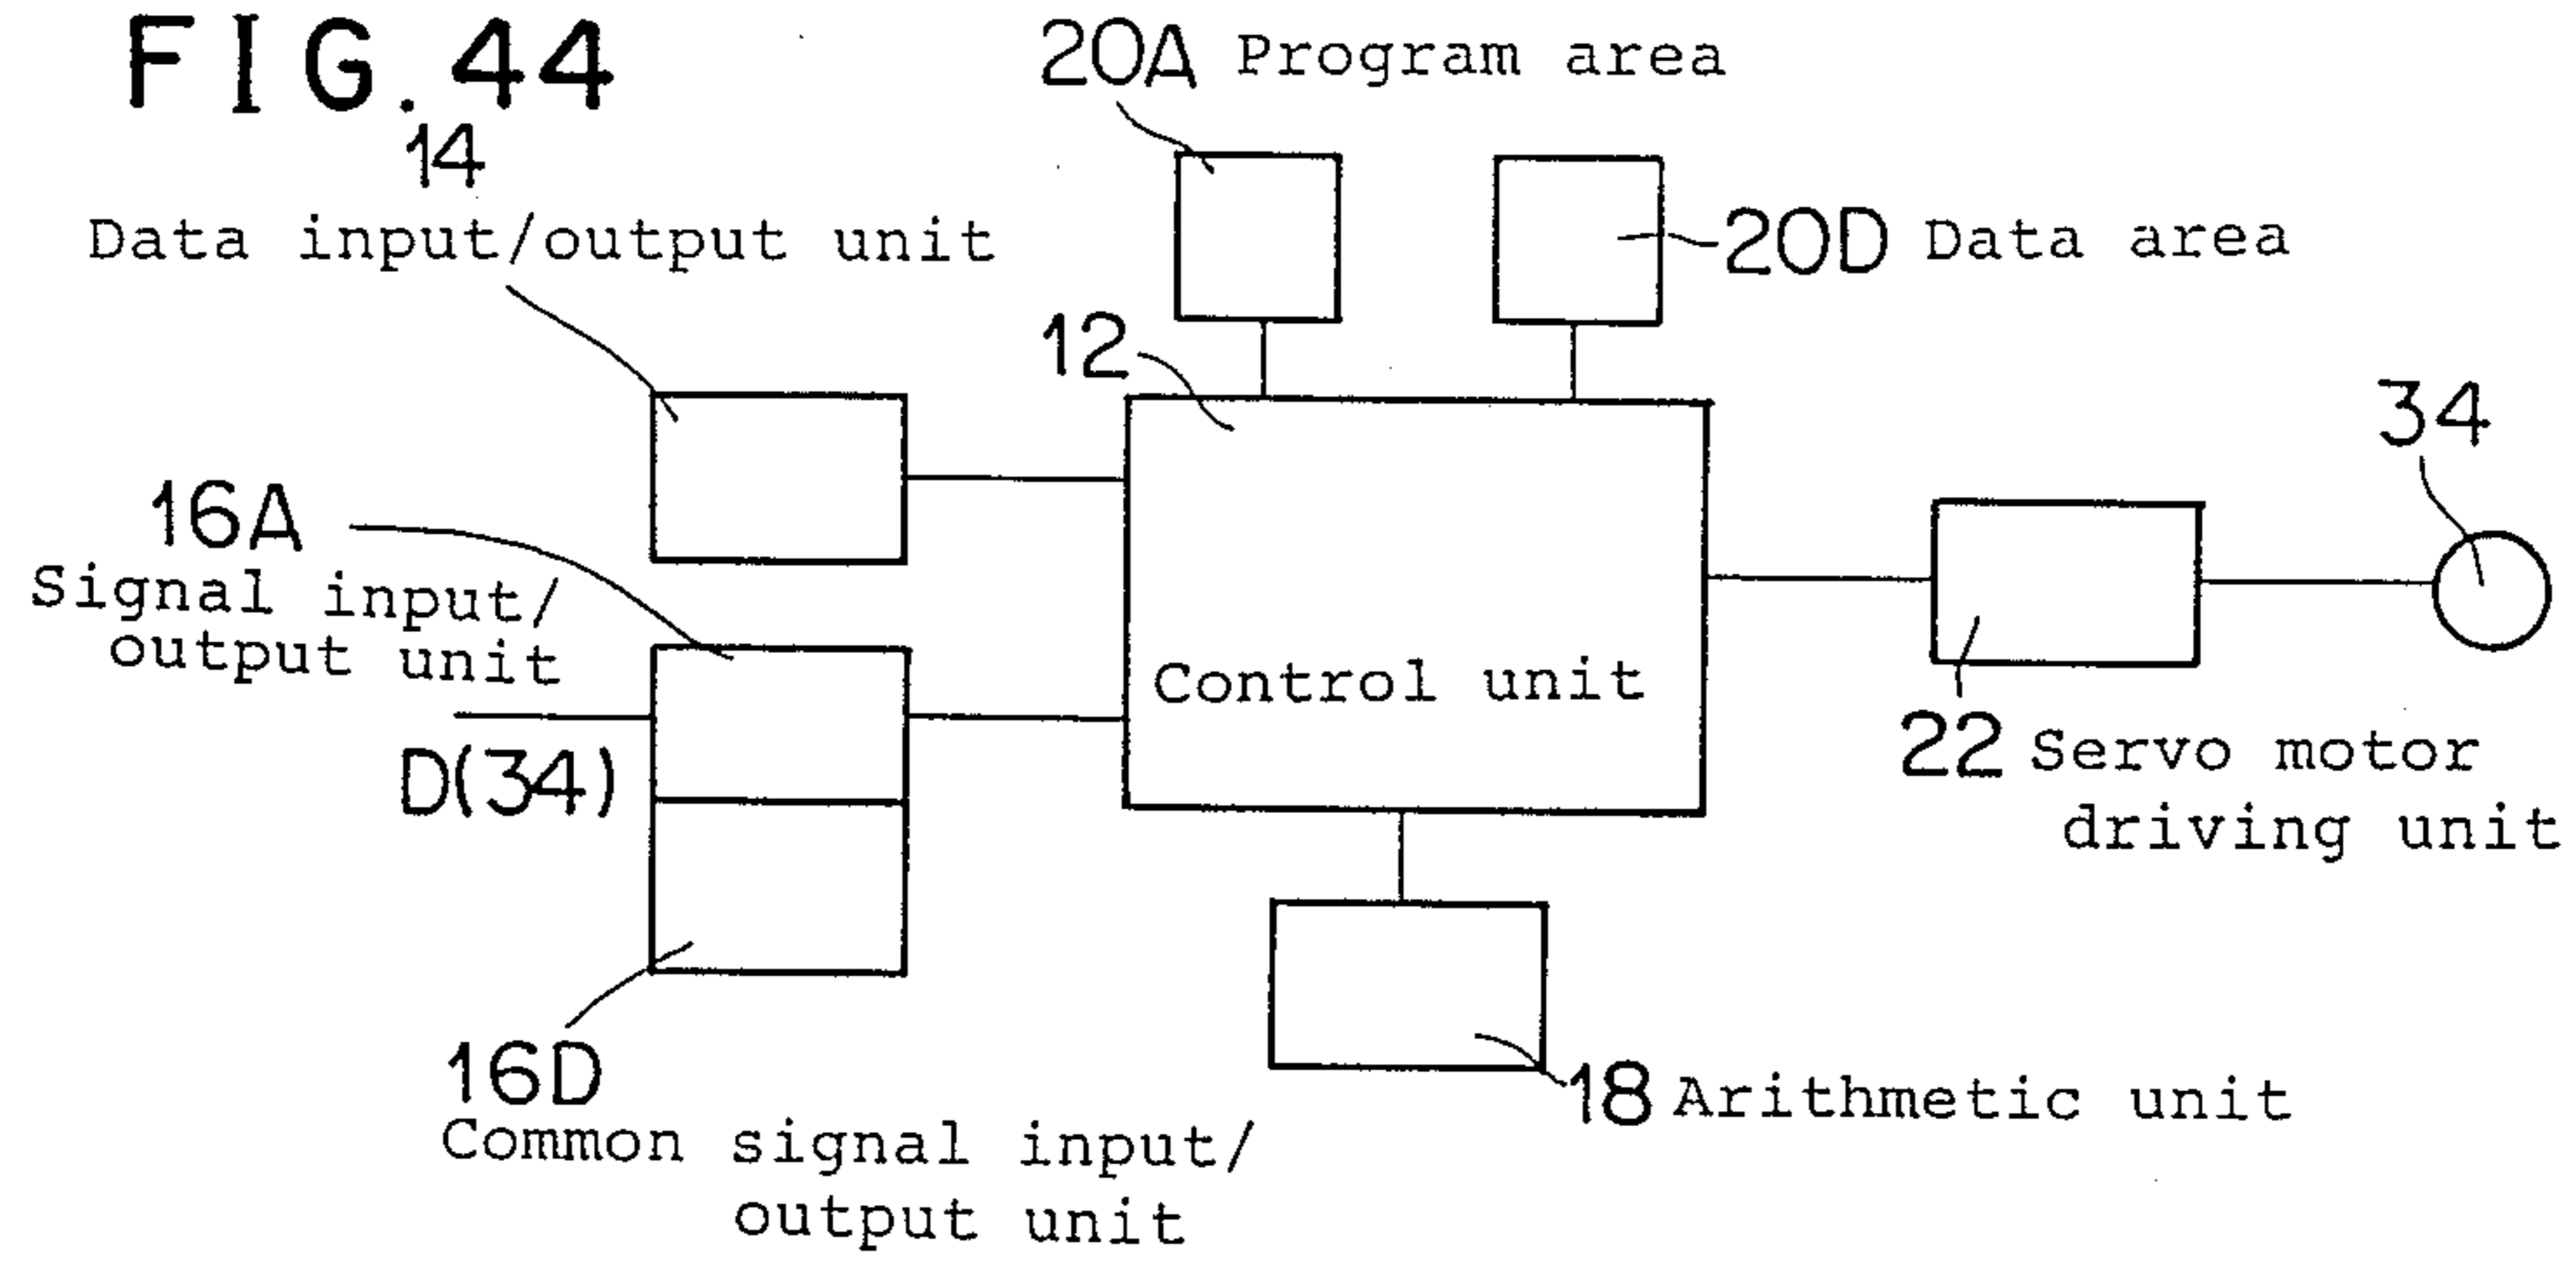 FIG.44
20A Program area
14
Data input/output unit
20D Data area
12
34
16A
Signal input/
output unit
Control unit
D(34)
22 Servo motor
driving unit
16D
Common signal input/
output unit
18 Arithmetic unit